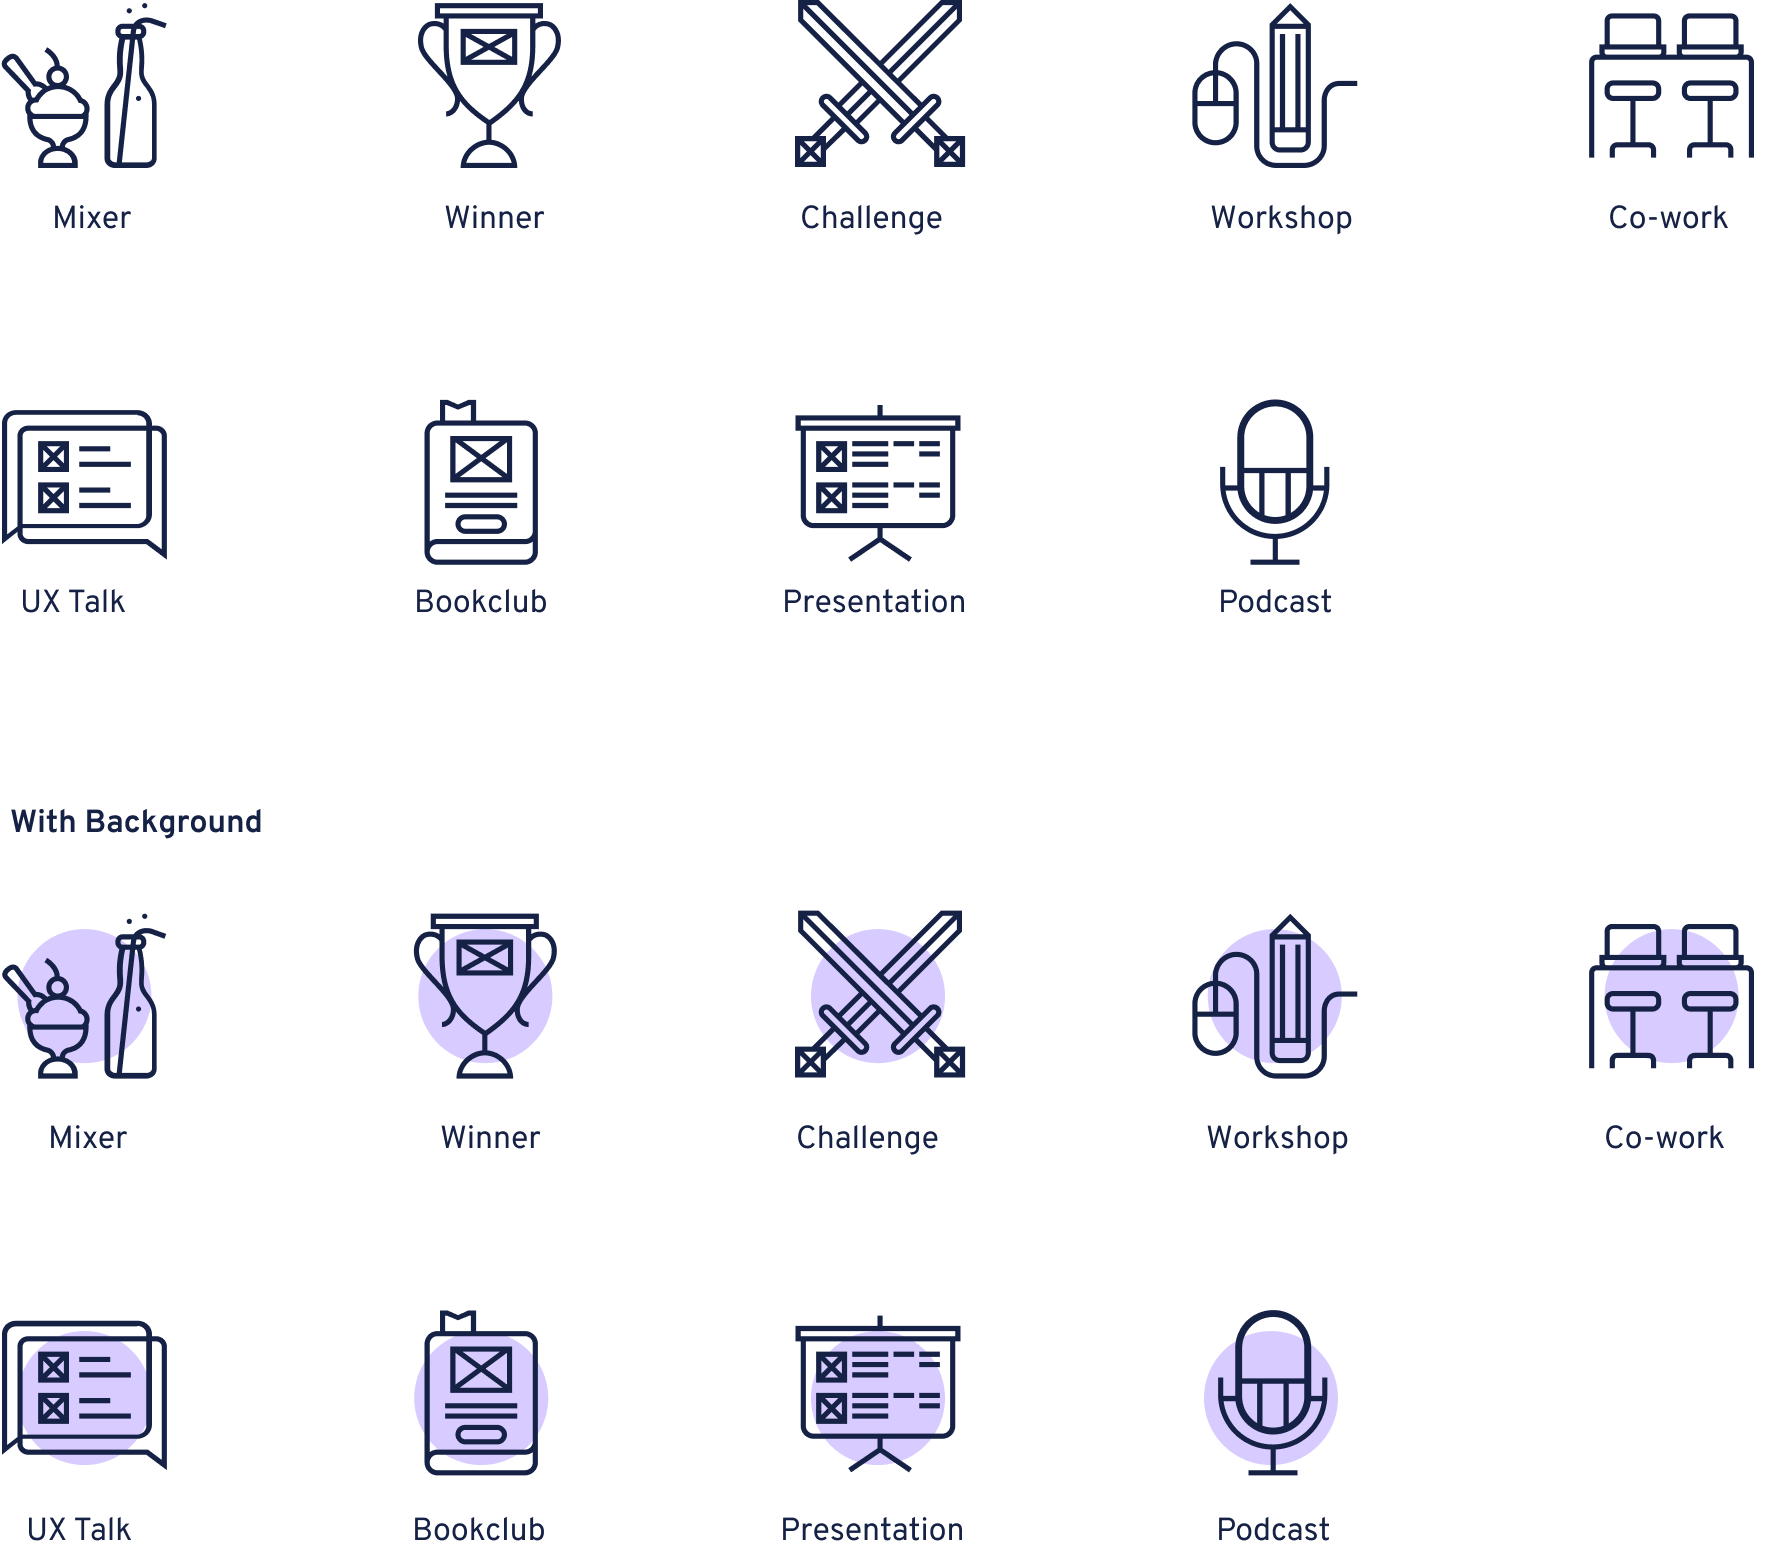 Mixer
Winner
Challenge
Workshop
Co-work
UX Talk
Bookclub
Presentation
Podcast
With Background
Mixer
Winner
Challenge
Workshop
Co-work
UX Talk
Bookclub
Presentation
Podcast